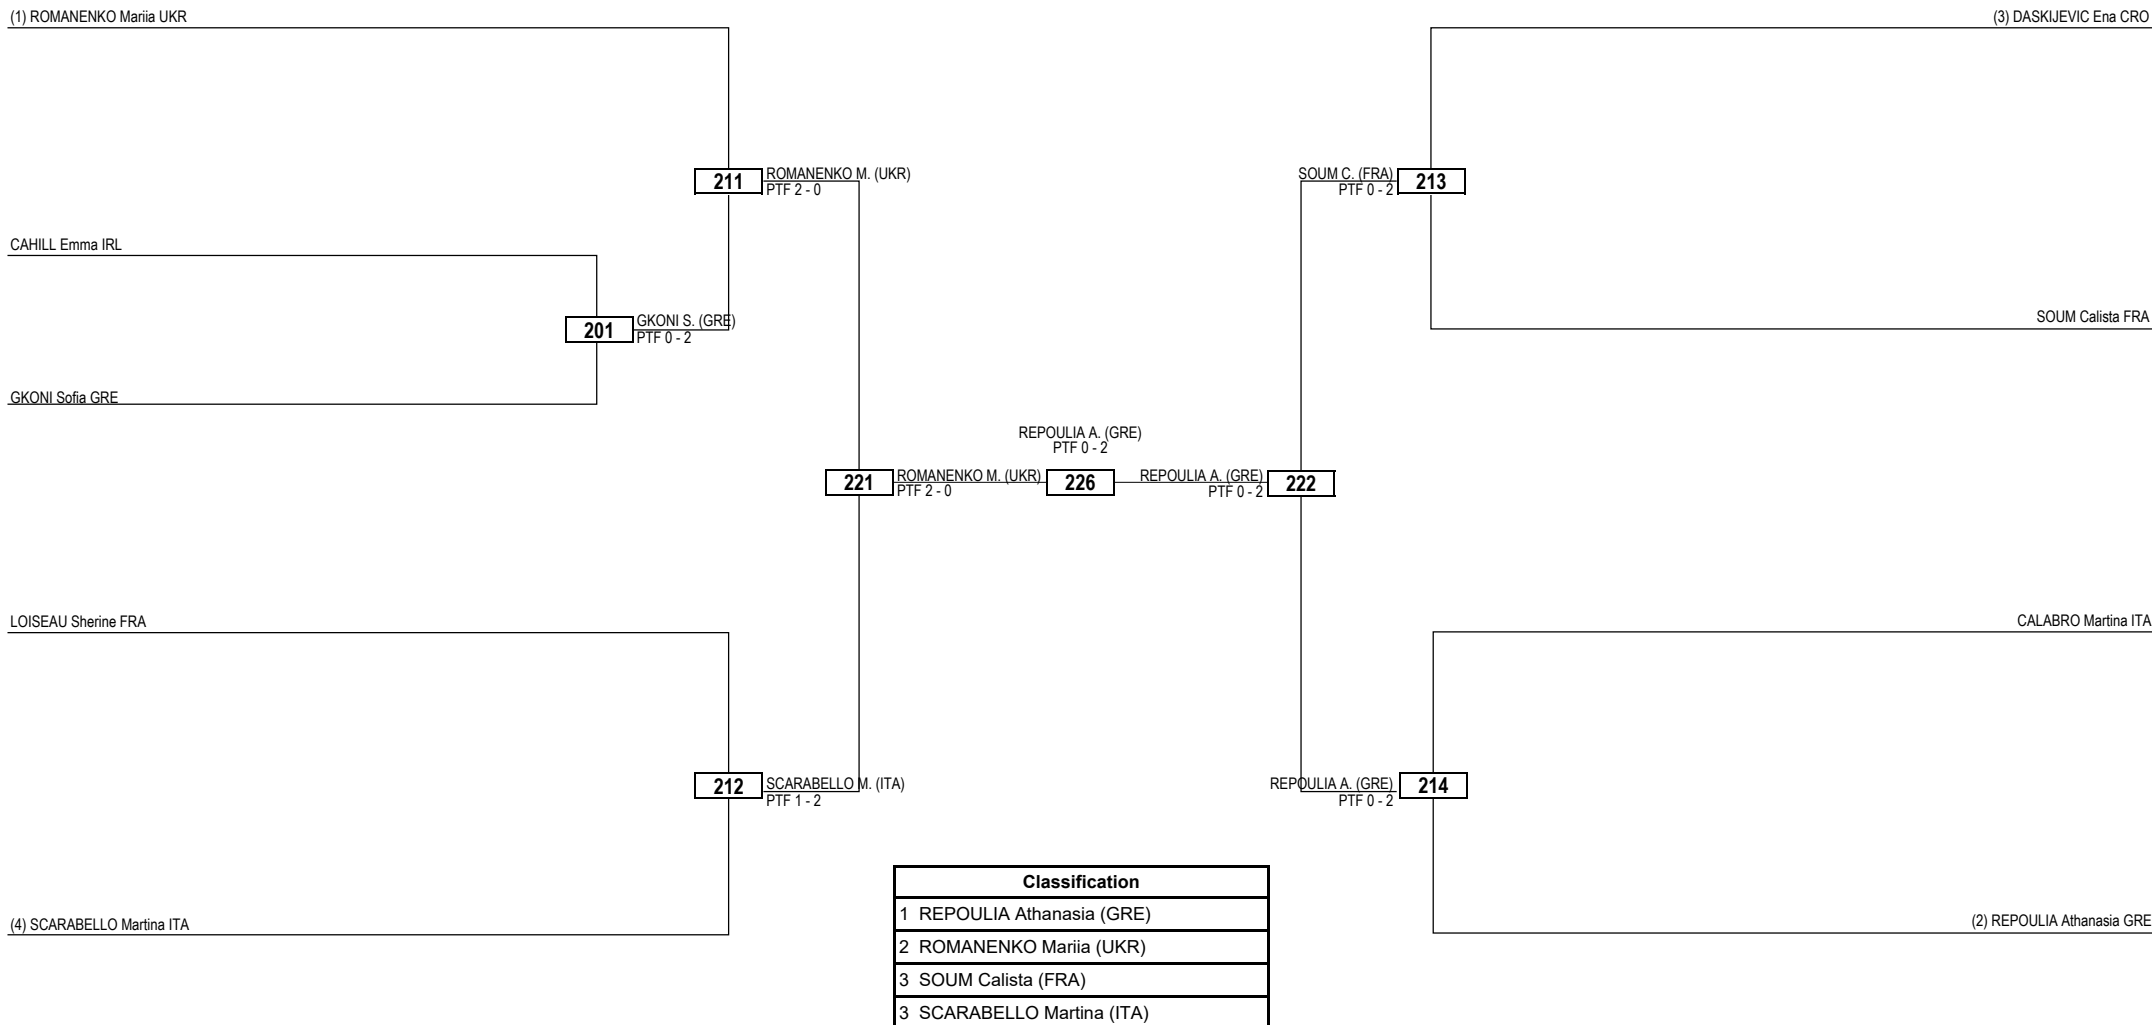 (1) ROMANENKO Mariia UKR
(3) DASKIJEVIC Ena CRO
211
ROMANENKO M. (UKR)
PTF 2 - 0
SOUM C. (FRA)
PTF 0 - 2
213
CAHILL Emma IRL
201
GKONI S. (GRE)
PTF 0 - 2
SOUM Calista FRA
GKONI Sofia GRE
REPOULIA A. (GRE)
PTF 0 - 2
221
ROMANENKO M. (UKR)
PTF 2 - 0
226
REPOULIA A. (GRE)
PTF 0 - 2
222
LOISEAU Sherine FRA
CALABRO Martina ITA
212
SCARABELLO M. (ITA)
PTF 1 - 2
REPOULIA A. (GRE)
PTF 0 - 2
214
(4) SCARABELLO Martina ITA
(2) REPOULIA Athanasia GRE
Classification
1 REPOULIA Athanasia (GRE)
2 ROMANENKO Mariia (UKR)
3 SOUM Calista (FRA)
3 SCARABELLO Martina (ITA)